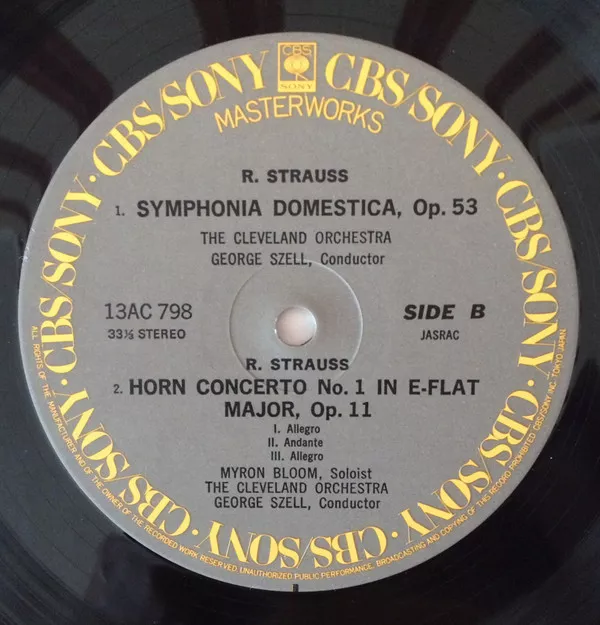 CBS
SONY
CBS/SONY · CBS/SONY · CBS/SONY · CBS/SONY · CBS/SONY · CBS/SONY · CBS/SONY · CBS/SONY
MASTERWORKS
R. STRAUSS
1. SYMPHONIA DOMESTICA, Op. 53
THE CLEVELAND ORCHESTRA
GEORGE SZELL, Conductor
13AC 798
33⅓ STEREO
SIDE B
JASRAC
R. STRAUSS
2. HORN CONCERTO No. 1 IN E-FLAT
MAJOR, Op. 11
I. Allegro
II. Andante
III. Allegro
MYRON BLOOM, Soloist
THE CLEVELAND ORCHESTRA
GEORGE SZELL, Conductor
ALL RIGHTS OF THE MANUFACTURER AND OF THE OWNER OF THE RECORDED WORK RESERVED. UNAUTHORIZED PUBLIC PERFORMANCE, BROADCASTING AND COPYING OF THIS RECORD PROHIBITED CBS/SONY INC. TOKYO JAPAN.